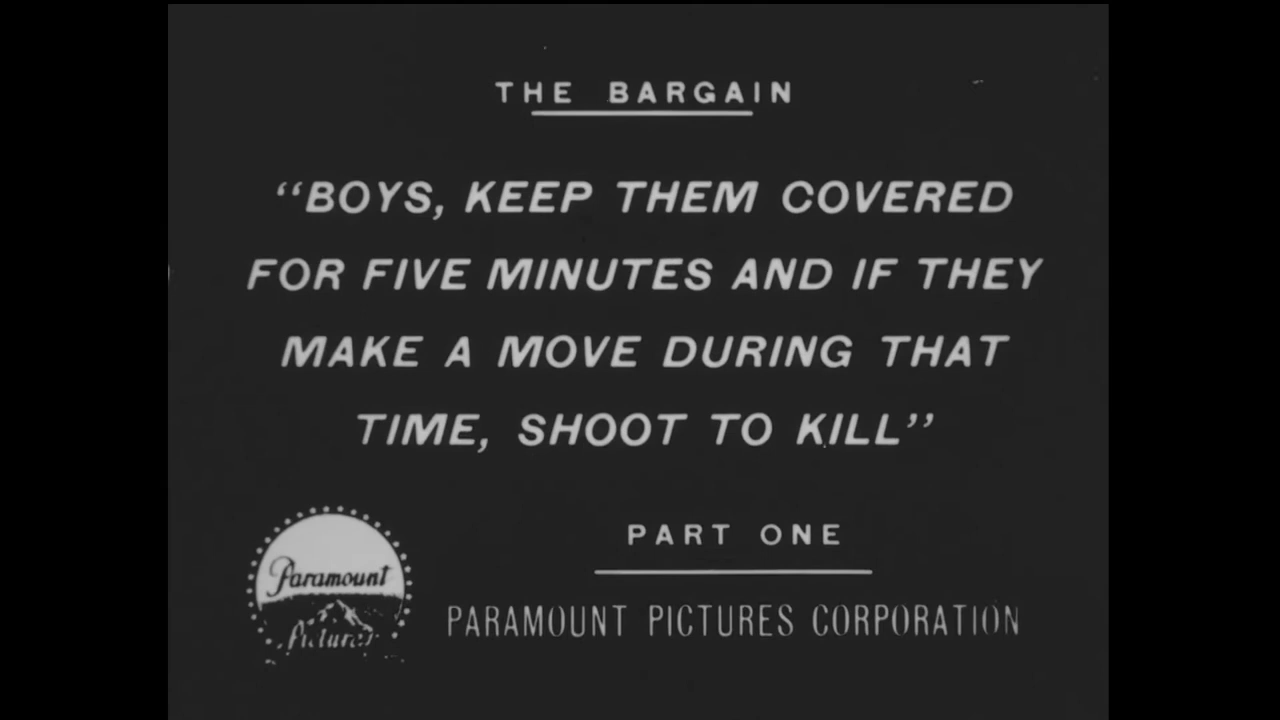 THE BARGAIN
“BOYS, KEEP THEM COVERED
FOR FIVE MINUTES AND IF THEY
MAKE A MOVE DURING THAT
TIME, SHOOT TO KILL”
PART ONE
Paramount
Pictures
PARAMOUNT PICTURES CORPORATION